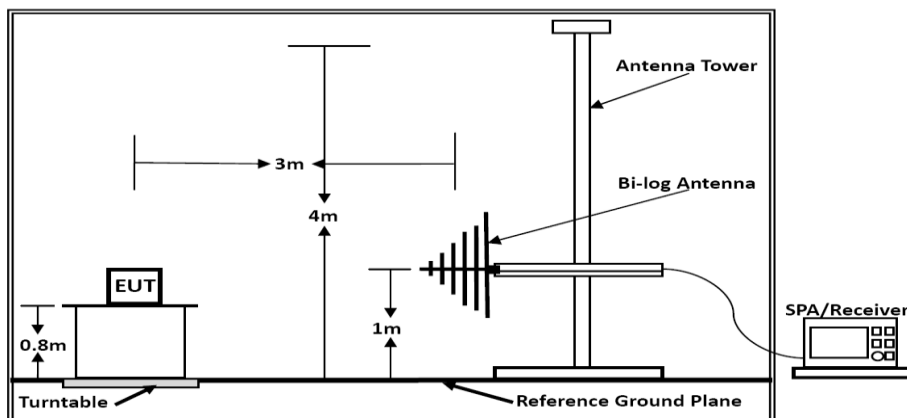 Antenna Tower
3m
Bi-log Antenna
4m
EUT
SPA/Receiver
0.8m
1m
Turntable
Reference Ground Plane